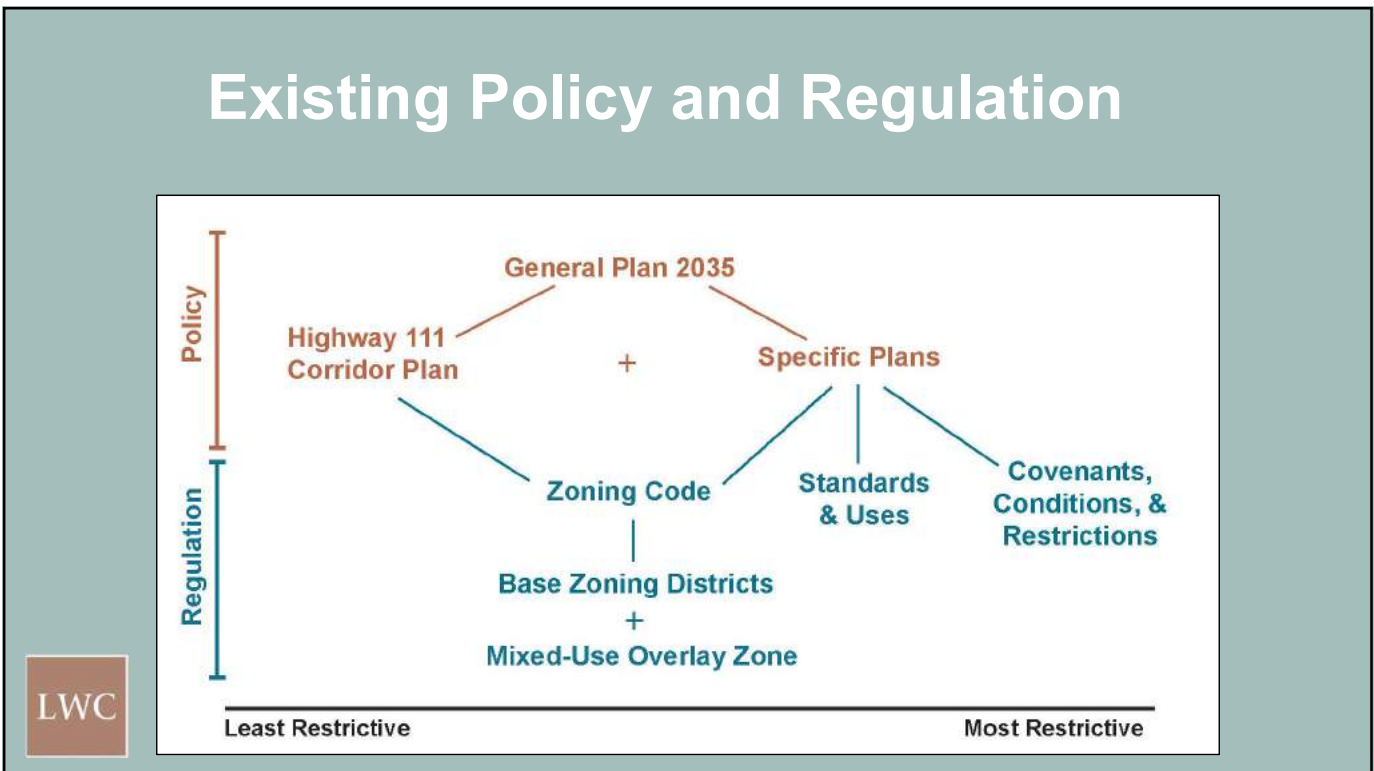 Existing Policy and Regulation
Policy
General Plan 2035
Highway 111
Corridor Plan
+
Specific Plans
Regulation
Zoning Code
Standards
& Uses
Covenants,
Conditions, &
Restrictions
Base Zoning Districts
+
Mixed-Use Overlay Zone
LWC
Least Restrictive
Most Restrictive